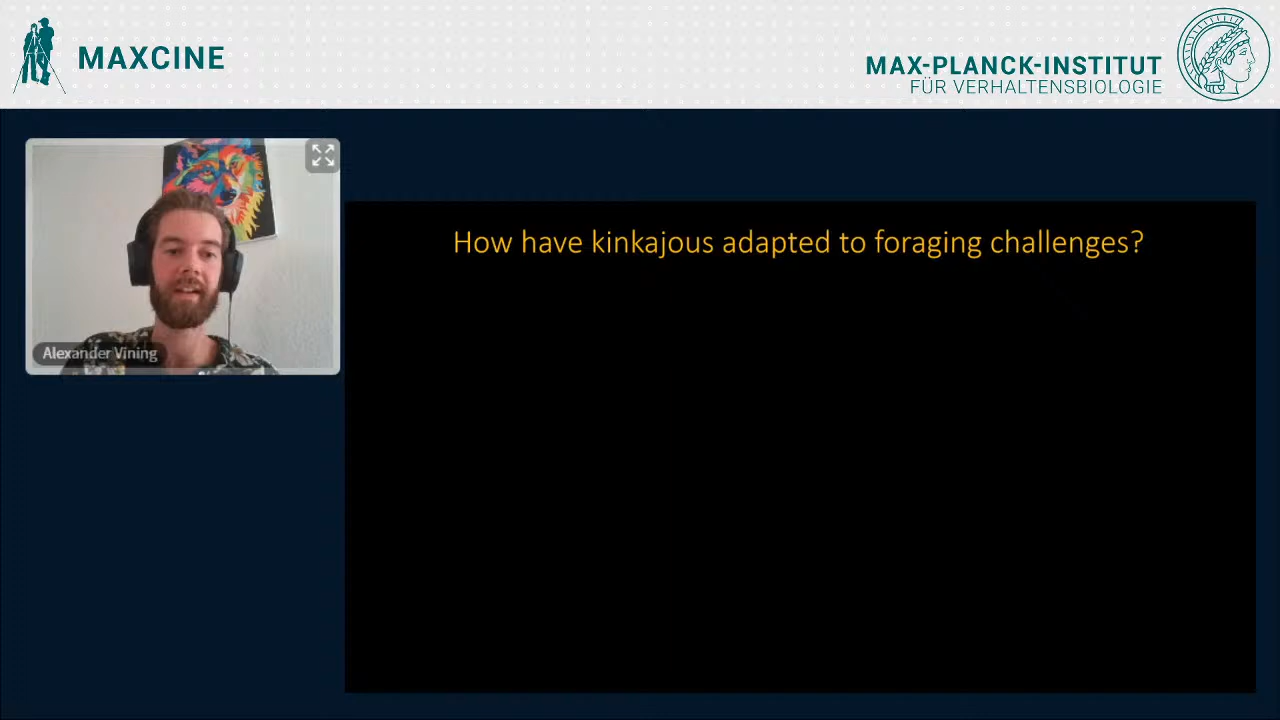 MAXCINE
MAX-PLANCK-INSTITUT
FÜR VERHALTENSBIOLOGIE
Alexander Vining
How have kinkajous adapted to foraging challenges?